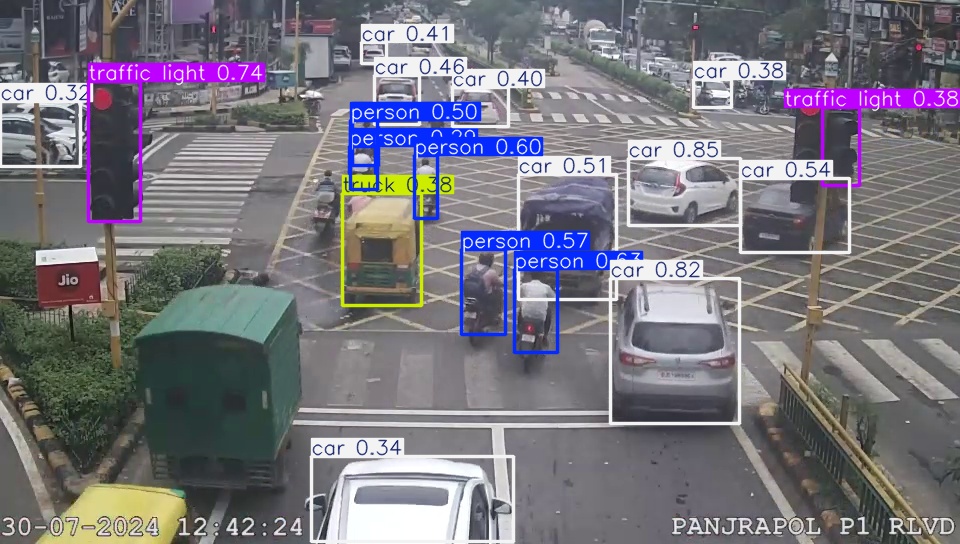 car 0.41
car 0.46
car 0.40
car 0.38
traffic light 0.74
car 0.32
traffic light 0.38
person 0.50
person 0.60
car 0.51
car 0.85
car 0.54
truck 0.38
person 0.57
person 0.63
car 0.82
Jio
car 0.34
30-07-2024 12:42:24
PANJRAPOL P1 RLVD